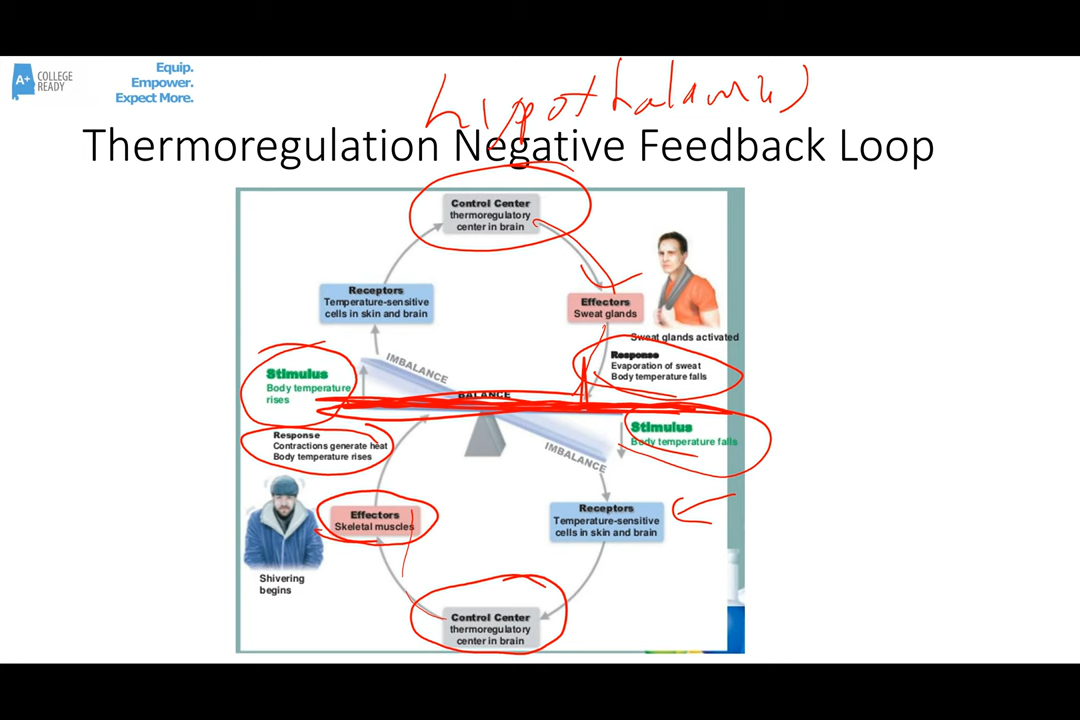 A+ COLLEGE
READY
Equip.
Empower.
Expect More.
hypothalamus
Thermoregulation Negative Feedback Loop
Control Center
thermoregulatory
center in brain
Receptors
Temperature-sensitive
cells in skin and brain
Effectors
Sweat glands
Sweat glands activated
Response
Evaporation of sweat
Body temperature falls
IMBALANCE
Stimulus
Body temperature
rises
BALANCE
Stimulus
Body temperature falls
Response
Contractions generate heat
Body temperature rises
IMBALANCE
Effectors
Skeletal muscles
Receptors
Temperature-sensitive
cells in skin and brain
Shivering
begins
Control Center
thermoregulatory
center in brain